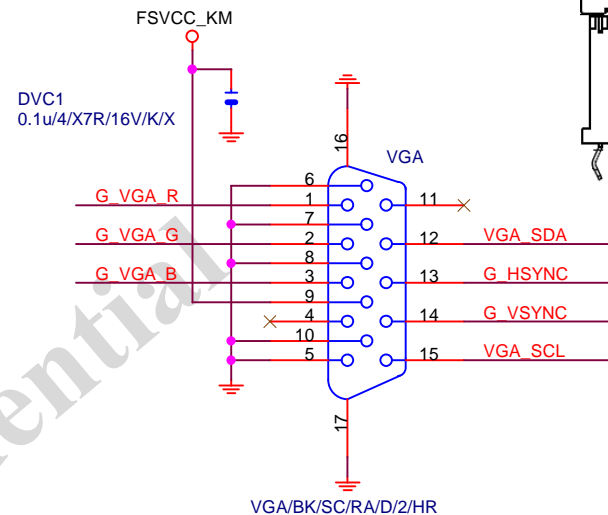 FSVCC_KM
DVC1
0.1u/4/X7R/16V/K/X
16
VGA
6
G_VGA_R 1 11
7
G_VGA_G 2 12 VGA_SDA
8
G_VGA_B 3 13 G_HSYNC
9
4 14 G_VSYNC
10
5 15 VGA_SCL
17
VGA/BK/SC/RA/D/2/HR
ential